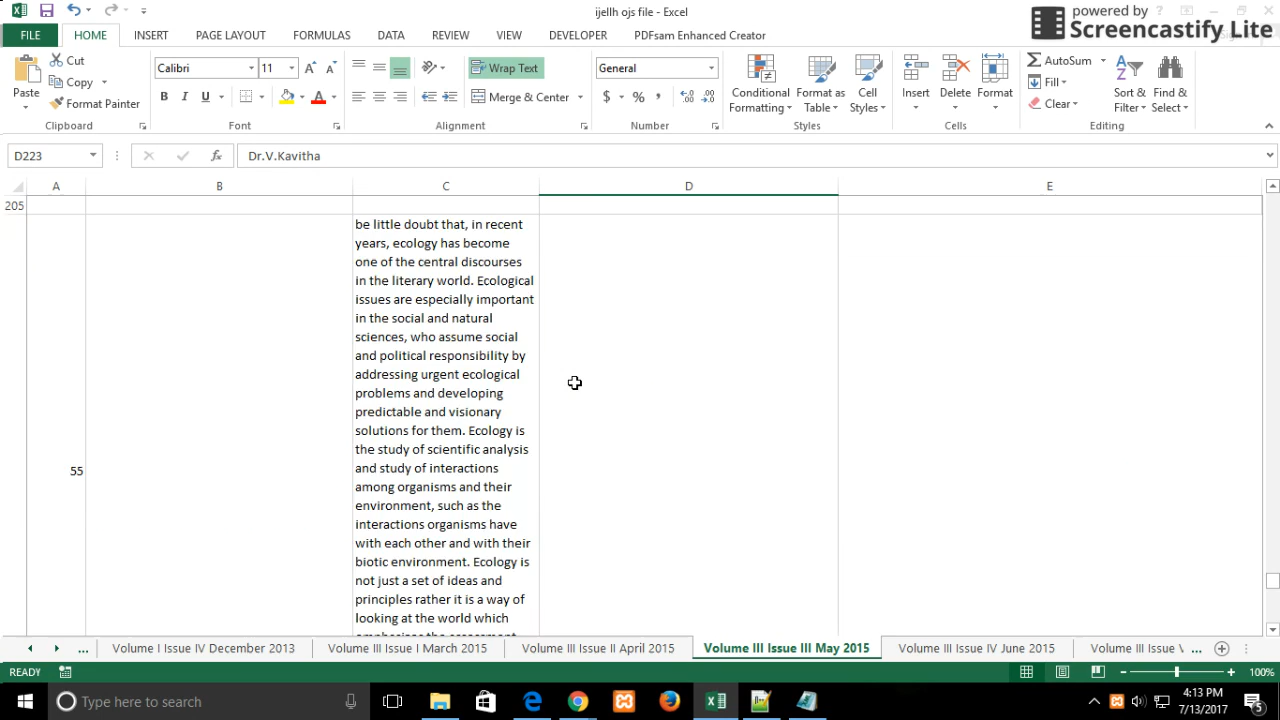 ijellh ojs file - Excel
powered by
Screencastify Lite
FILE HOME INSERT PAGE LAYOUT FORMULAS DATA REVIEW VIEW DEVELOPER PDFsam Enhanced Creator
Paste
Cut
Copy
Format Painter
Clipboard
Calibri 11
B I U
Font
Wrap Text
Merge & Center
Alignment
General
$ % ,
Number
Conditional Formatting
Format as Table
Cell Styles
Styles
Insert Delete Format
Cells
AutoSum
Fill
Clear
Sort & Filter
Find & Select
Editing
D223 fx Dr.V.Kavitha
A B C D E
205
be little doubt that, in recent
years, ecology has become
one of the central discourses
in the literary world. Ecological
issues are especially important
in the social and natural
sciences, who assume social
and political responsibility by
addressing urgent ecological
problems and developing
predictable and visionary
solutions for them. Ecology is
the study of scientific analysis
55
and study of interactions
among organisms and their
environment, such as the
interactions organisms have
with each other and with their
biotic environment. Ecology is
not just a set of ideas and
principles rather it is a way of
looking at the world which
... Volume I Issue IV December 2013 Volume III Issue I March 2015 Volume III Issue II April 2015 Volume III Issue III May 2015 Volume III Issue IV June 2015 Volume III Issue V ...
READY 100%
Type here to search
4:13 PM
7/13/2017
5